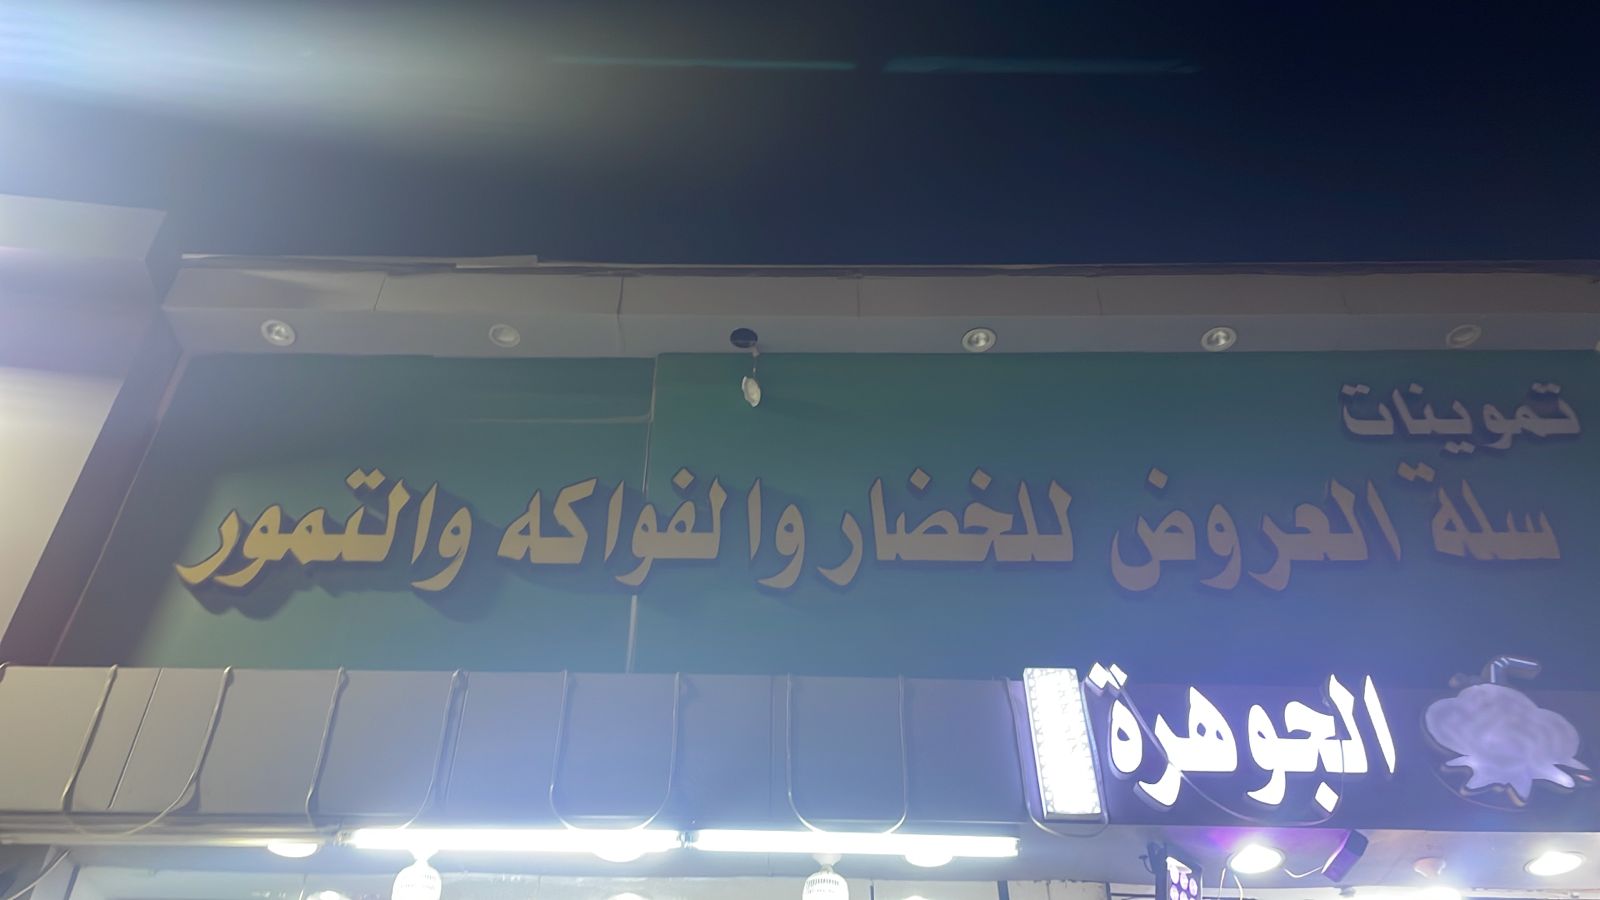 تموينات
سلة العروض للخضار والفواكه والتمور
الجوهرة